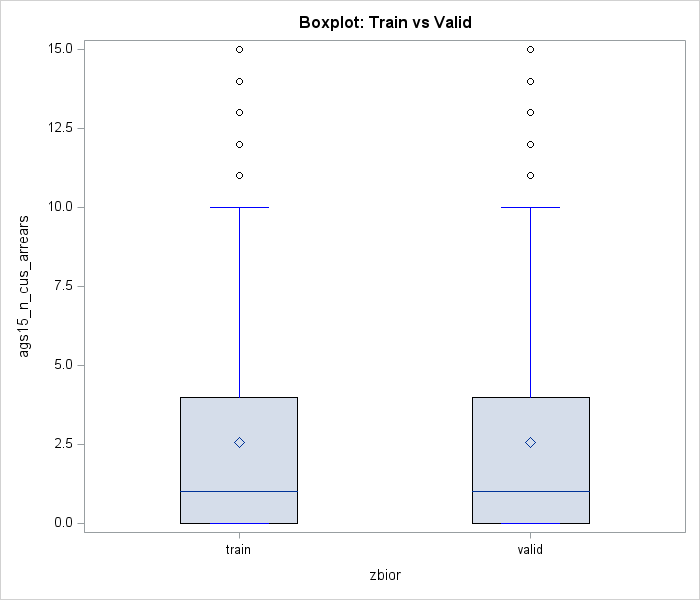 Boxplot: Train vs Valid
15.0
12.5
10.0
7.5
5.0
2.5
0.0
ags15_n_cus_arrears
train
valid
zbior